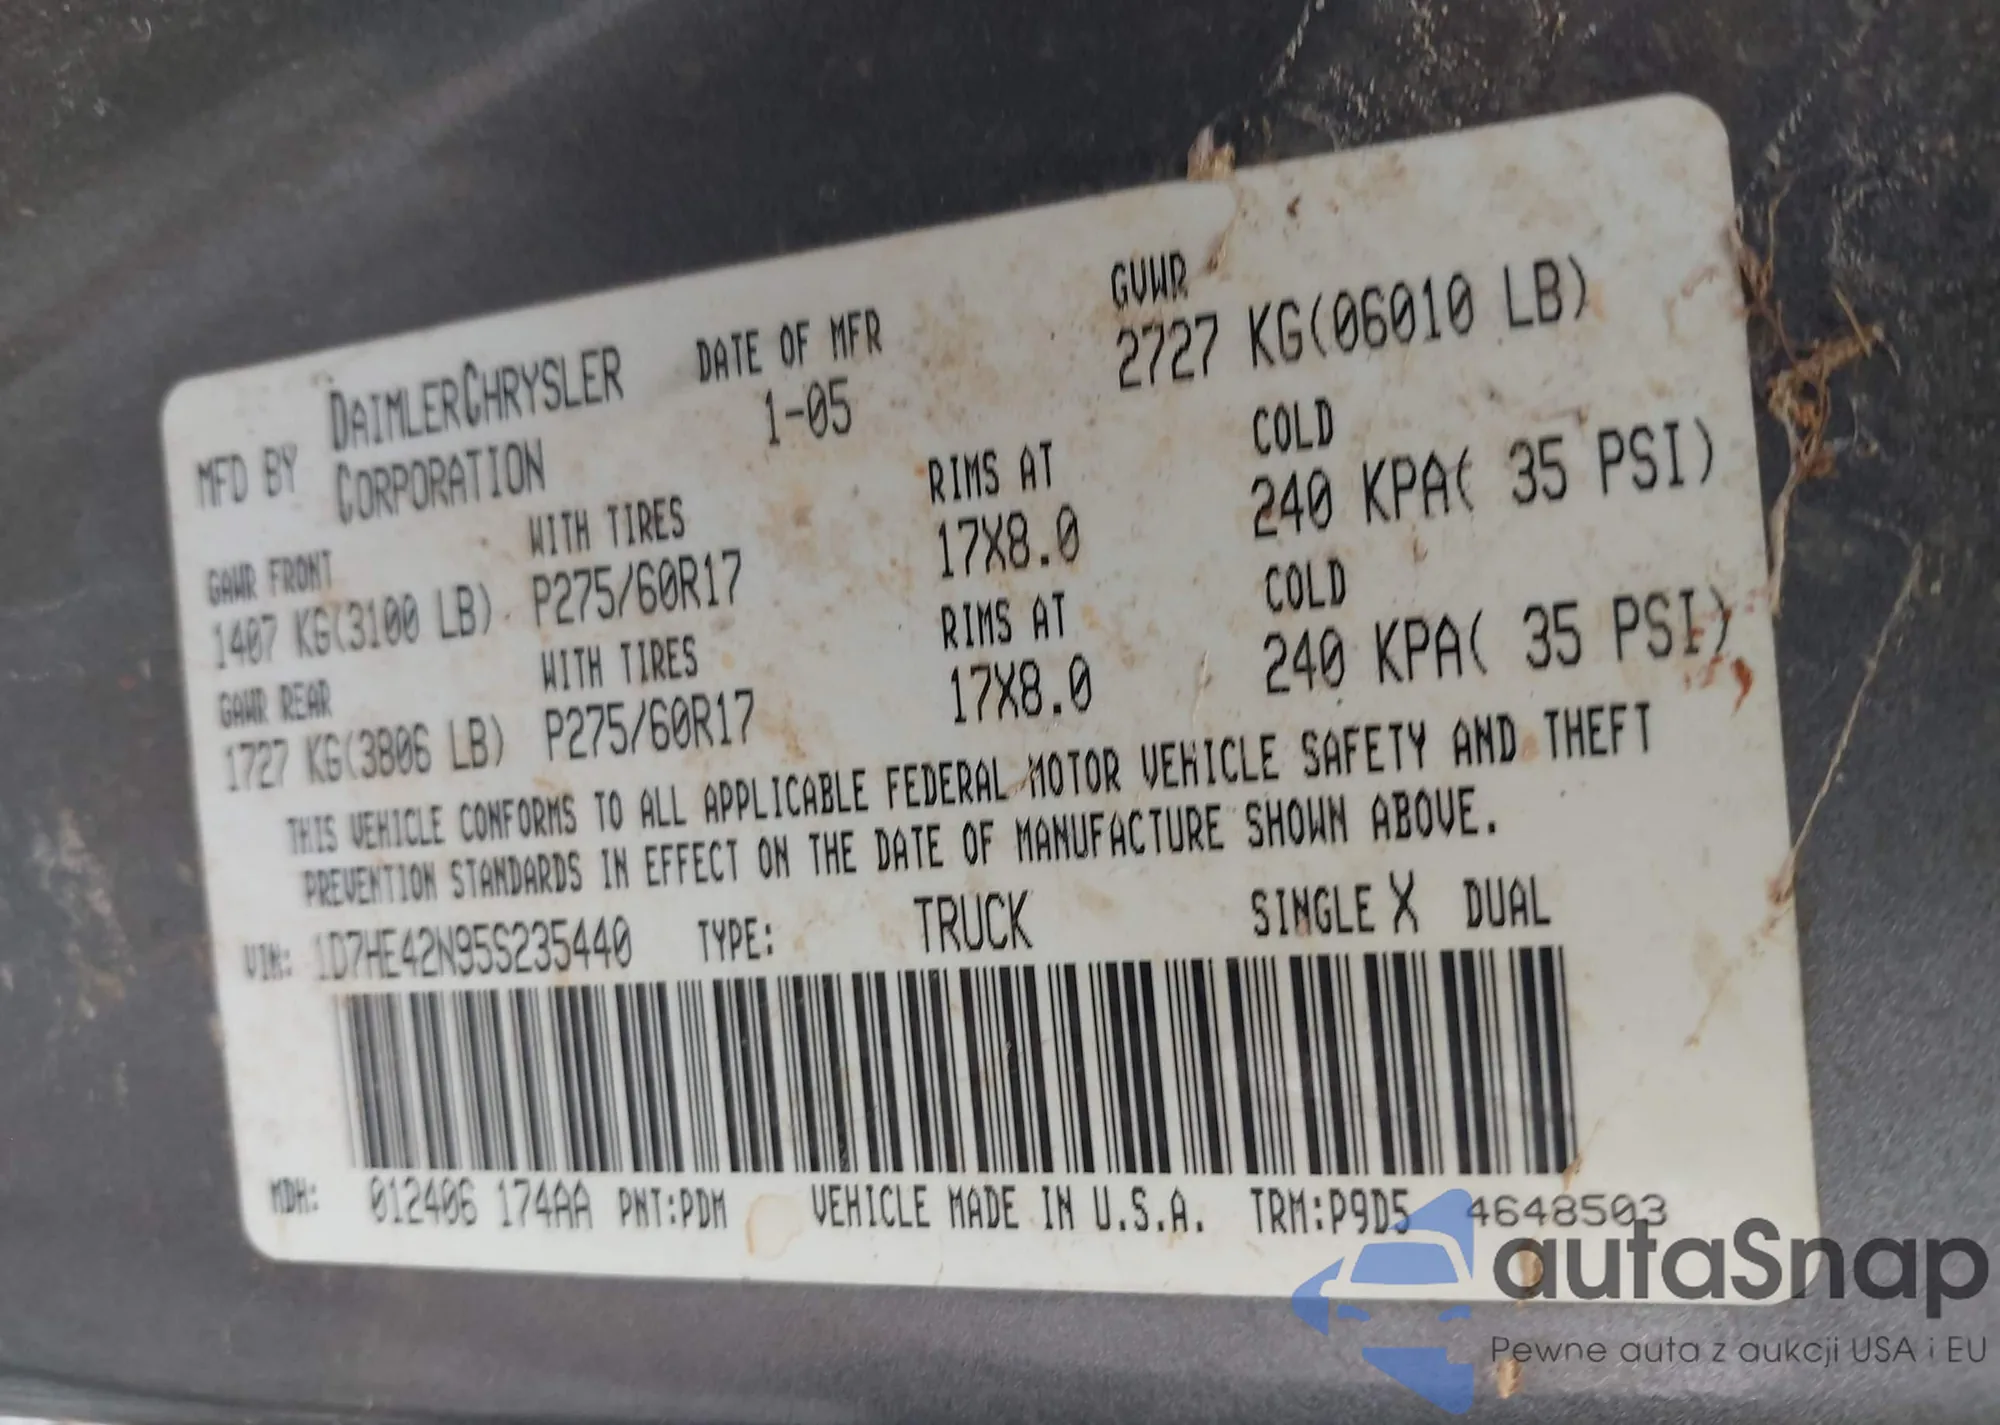 MFD BY DAIMLERCHRYSLER CORPORATION
DATE OF MFR
1-05
GVWR
2727 KG(06010 LB)
GAWR FRONT WITH TIRES RIMS AT COLD
1407 KG(3100 LB) P275/60R17 17X8.0 240 KPA( 35 PSI)
GAWR REAR WITH TIRES RIMS AT COLD
1727 KG(3806 LB) P275/60R17 17X8.0 240 KPA( 35 PSI)
THIS VEHICLE CONFORMS TO ALL APPLICABLE FEDERAL MOTOR VEHICLE SAFETY AND THEFT
PREVENTION STANDARDS IN EFFECT ON THE DATE OF MANUFACTURE SHOWN ABOVE.
VIN: 1D7HE42N95S235440 TYPE: TRUCK SINGLE X DUAL
MDH: 012406 174AA PNT:PDM VEHICLE MADE IN U.S.A. TRM:P9D5 4648503
autaSnap
Pewne auta z aukcji USA i EU